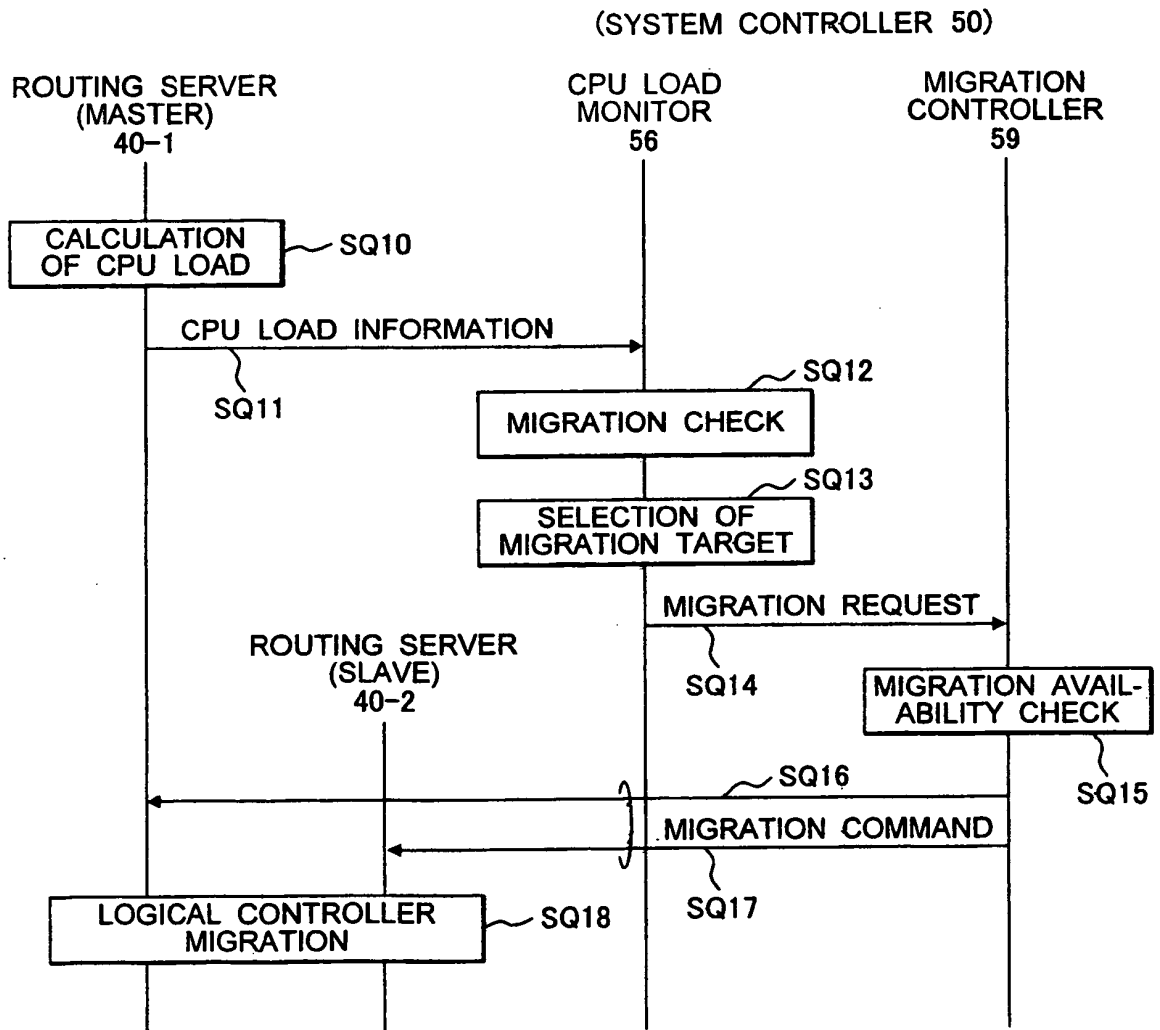 (SYSTEM CONTROLLER 50)
ROUTING SERVER
(MASTER)
40-1
CPU LOAD
MONITOR
56
MIGRATION
CONTROLLER
59
CALCULATION
OF CPU LOAD
SQ10
CPU LOAD INFORMATION
SQ11
SQ12
MIGRATION CHECK
SQ13
SELECTION OF
MIGRATION TARGET
MIGRATION REQUEST
SQ14
ROUTING SERVER
(SLAVE)
40-2
MIGRATION AVAIL-
ABILITY CHECK
SQ15
SQ16
MIGRATION COMMAND
SQ17
LOGICAL CONTROLLER
MIGRATION
SQ18